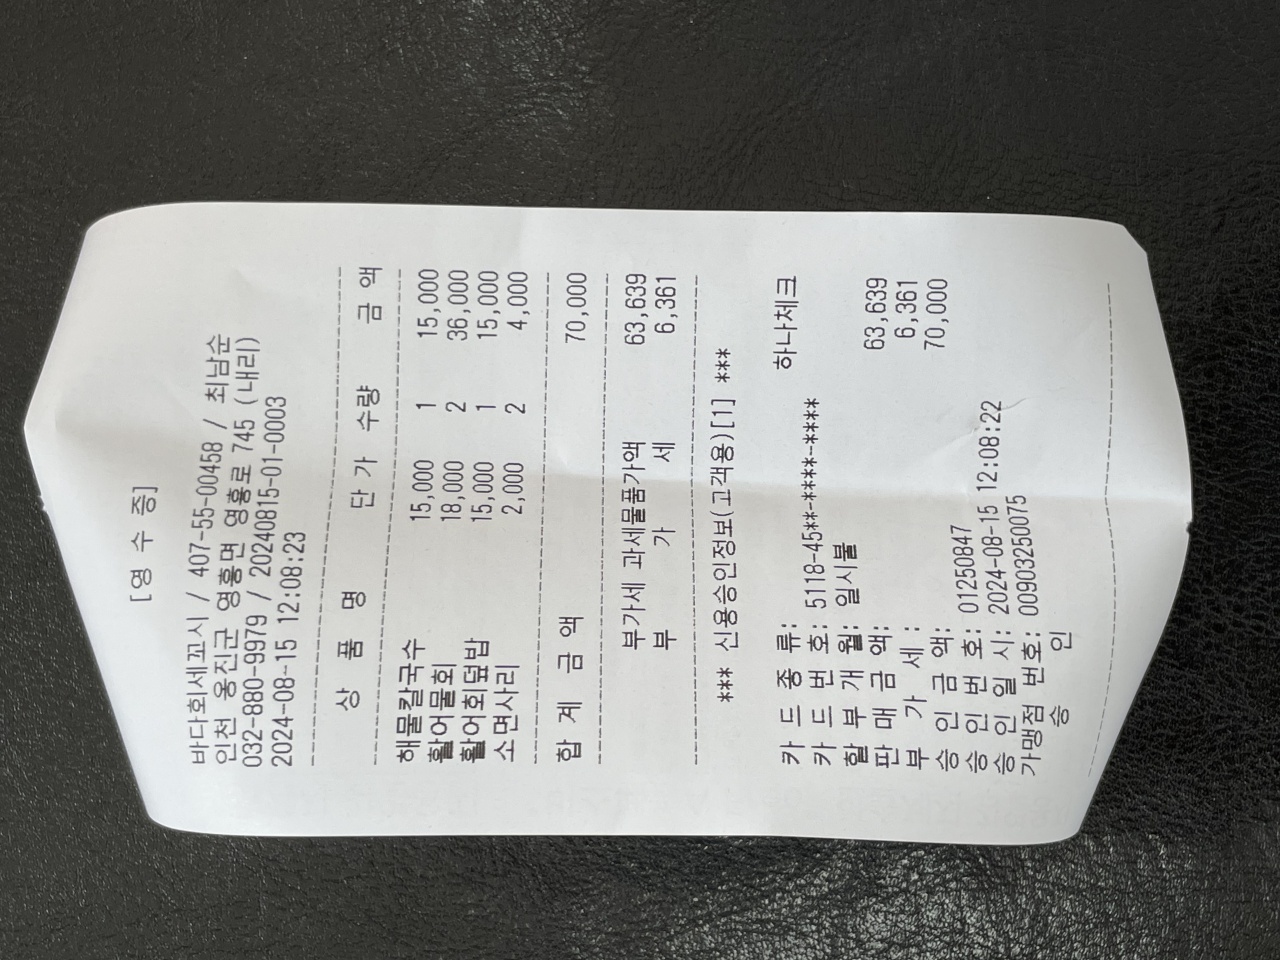 [영 수 증]
바다회세꼬시 / 407-55-00458 / 최남순
인천 옹진군 영흥면 영흥로 745 (내리)
032-880-9979 / 20240815-01-0003
2024-08-15 12:08:23
상 품 명 단 가 수량 금 액
해물칼국수 15,000 1 15,000
활어물회 18,000 2 36,000
활어회덮밥 15,000 1 15,000
소면사리 2,000 2 4,000
합 계 금 액 70,000
부가세 과세물품가액 63,639
부 가 세 6,361
*** 신용승인정보(고객용)[1] ***
카 드 종 류: 하나체크
카 드 번 호: 5118-45**-****-****
할 부 개 월: 일시불
판 매 금 액: 63,639
부 가 세 : 6,361
승 인 금 액: 70,000
승 인 번 호: 01250847
승 인 일 시: 2024-08-15 12:08:22
가맹점 번호: 00903250075
승 인